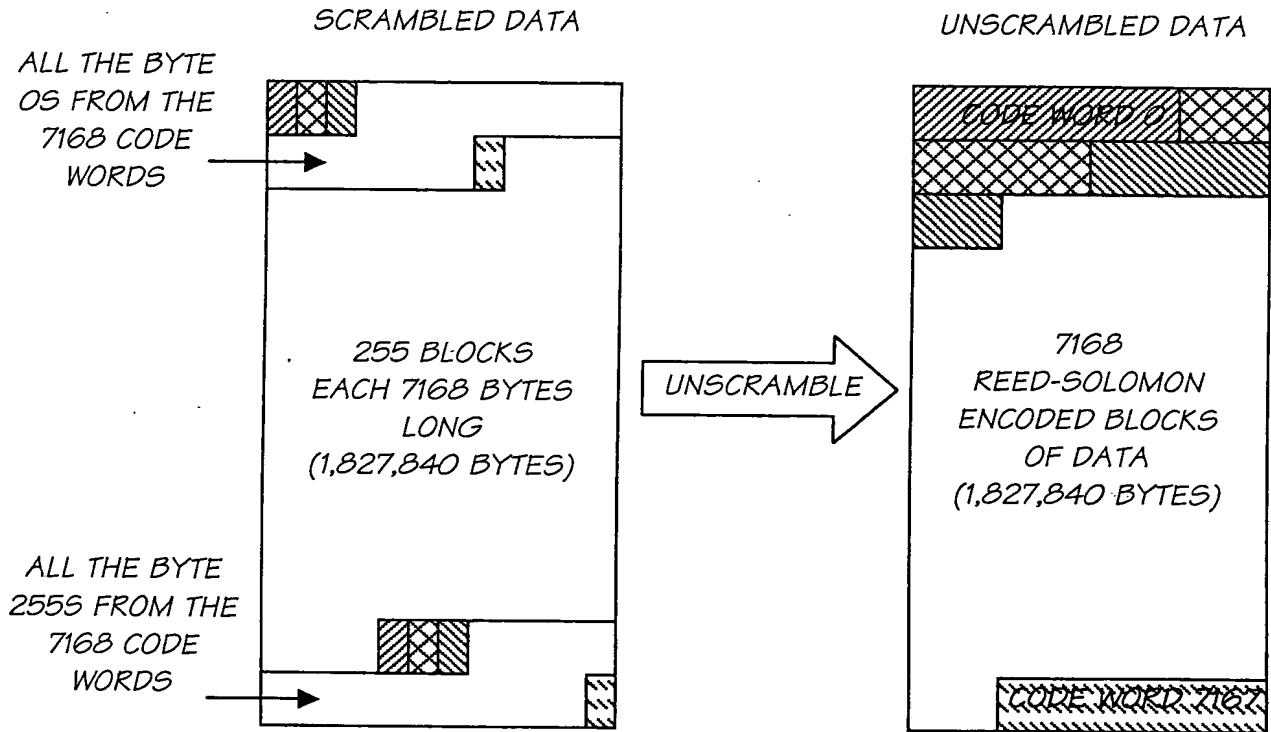 SCRAMBLED DATA
UNSCRAMBLED DATA
ALL THE BYTE
0S FROM THE
7168 CODE
WORDS
CODE WORD 0
255 BLOCKS
EACH 7168 BYTES
LONG
(1,827,840 BYTES)
UNSCRAMBLE
7168
REED-SOLOMON
ENCODED BLOCKS
OF DATA
(1,827,840 BYTES)
ALL THE BYTE
255S FROM THE
7168 CODE
WORDS
CODE WORD 7167